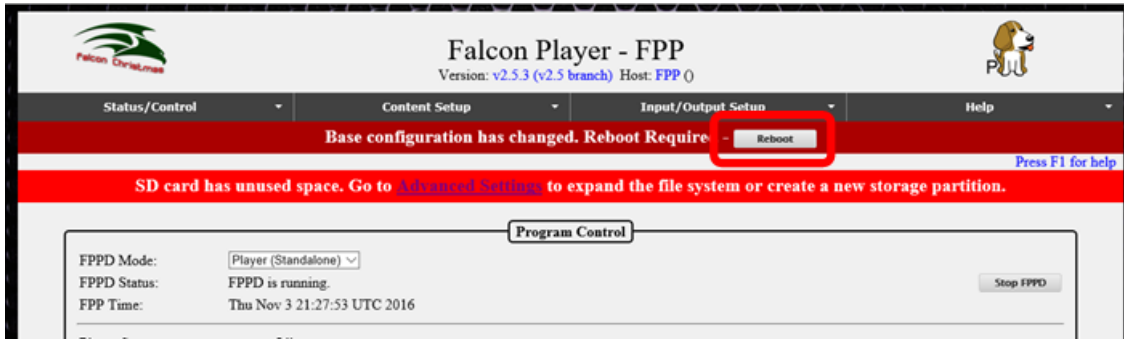 Falcon Christmas
Falcon Player - FPP
Version: v2.5.3 (v2.5 branch) Host: FPP ()
Status/Control Content Setup Input/Output Setup Help
Base configuration has changed. Reboot - Reboot
Press F1 for help
SD card has unused space. Go to Advanced Settings to expand the file system or create a new storage partition.
Program Control
FPPD Mode: Player (Standalone)
FPPD Status: FPPD is running. Stop FPPD
FPP Time: Thu Nov 3 21:27:53 UTC 2016